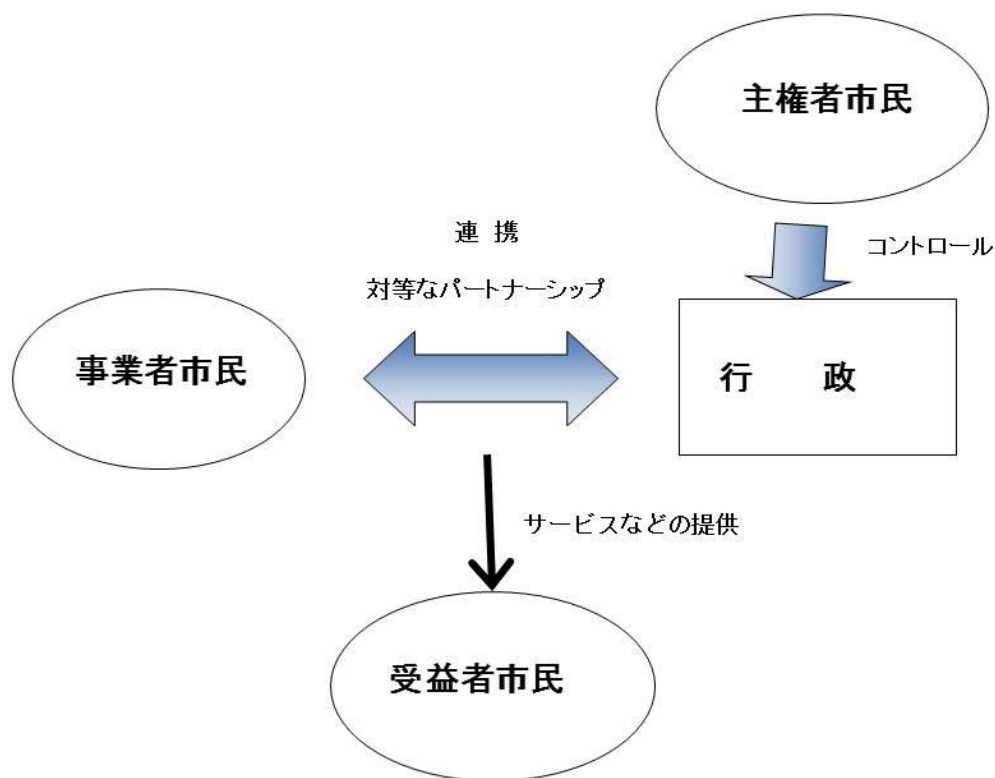 主権者市民
コントロール
連 携
対等なパートナーシップ
事業者市民
行 政
サービスなどの提供
受益者市民